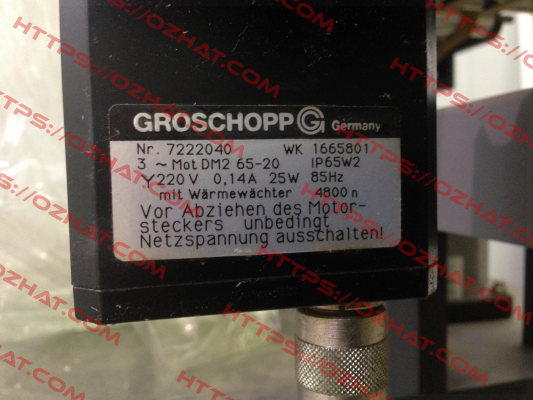 GROSCHOPP G Germany
Nr. 7222040 WK 1665801
3 ~ Mot DM2 65-20 IP65W2
Y220 V 0,14A 25W 85Hz
mit Wärmewächter 4800 n
Vor Abziehen des Motor-
steckers unbedingt
Netzspannung ausschalten!
HTTPS://OZHAT.COM